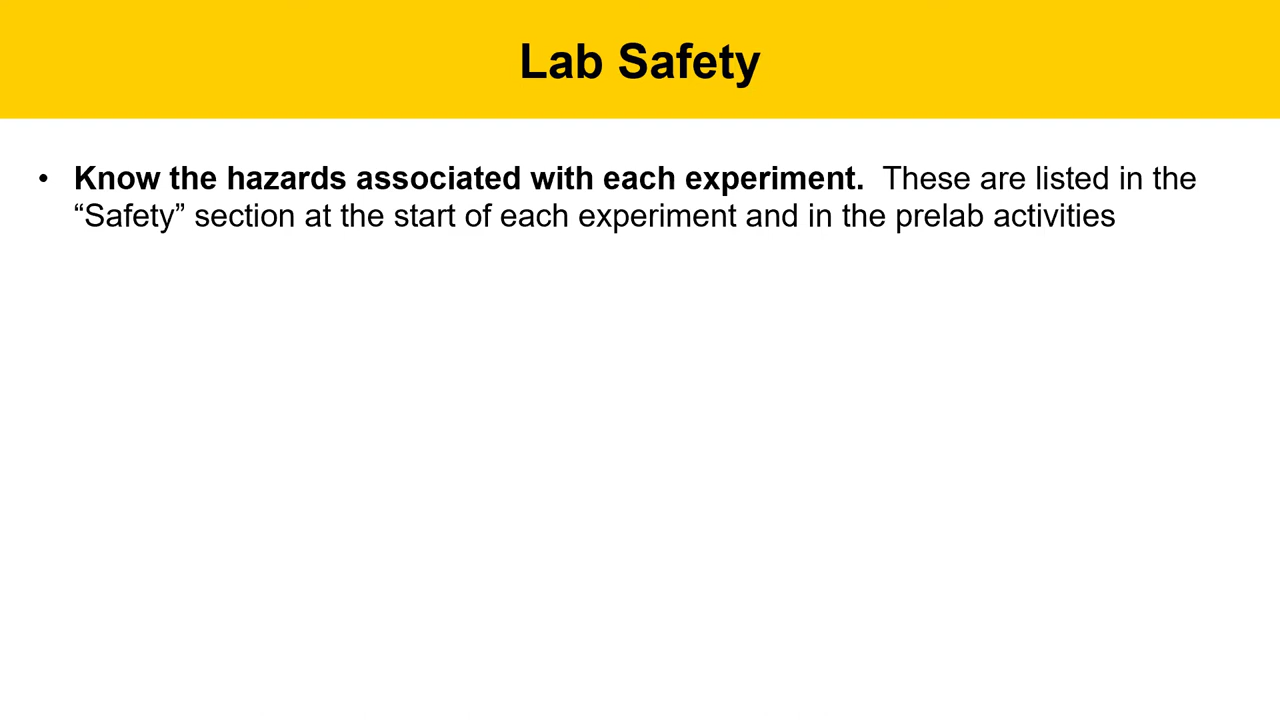 Lab Safety
• Know the hazards associated with each experiment.  These are listed in the
“Safety” section at the start of each experiment and in the prelab activities